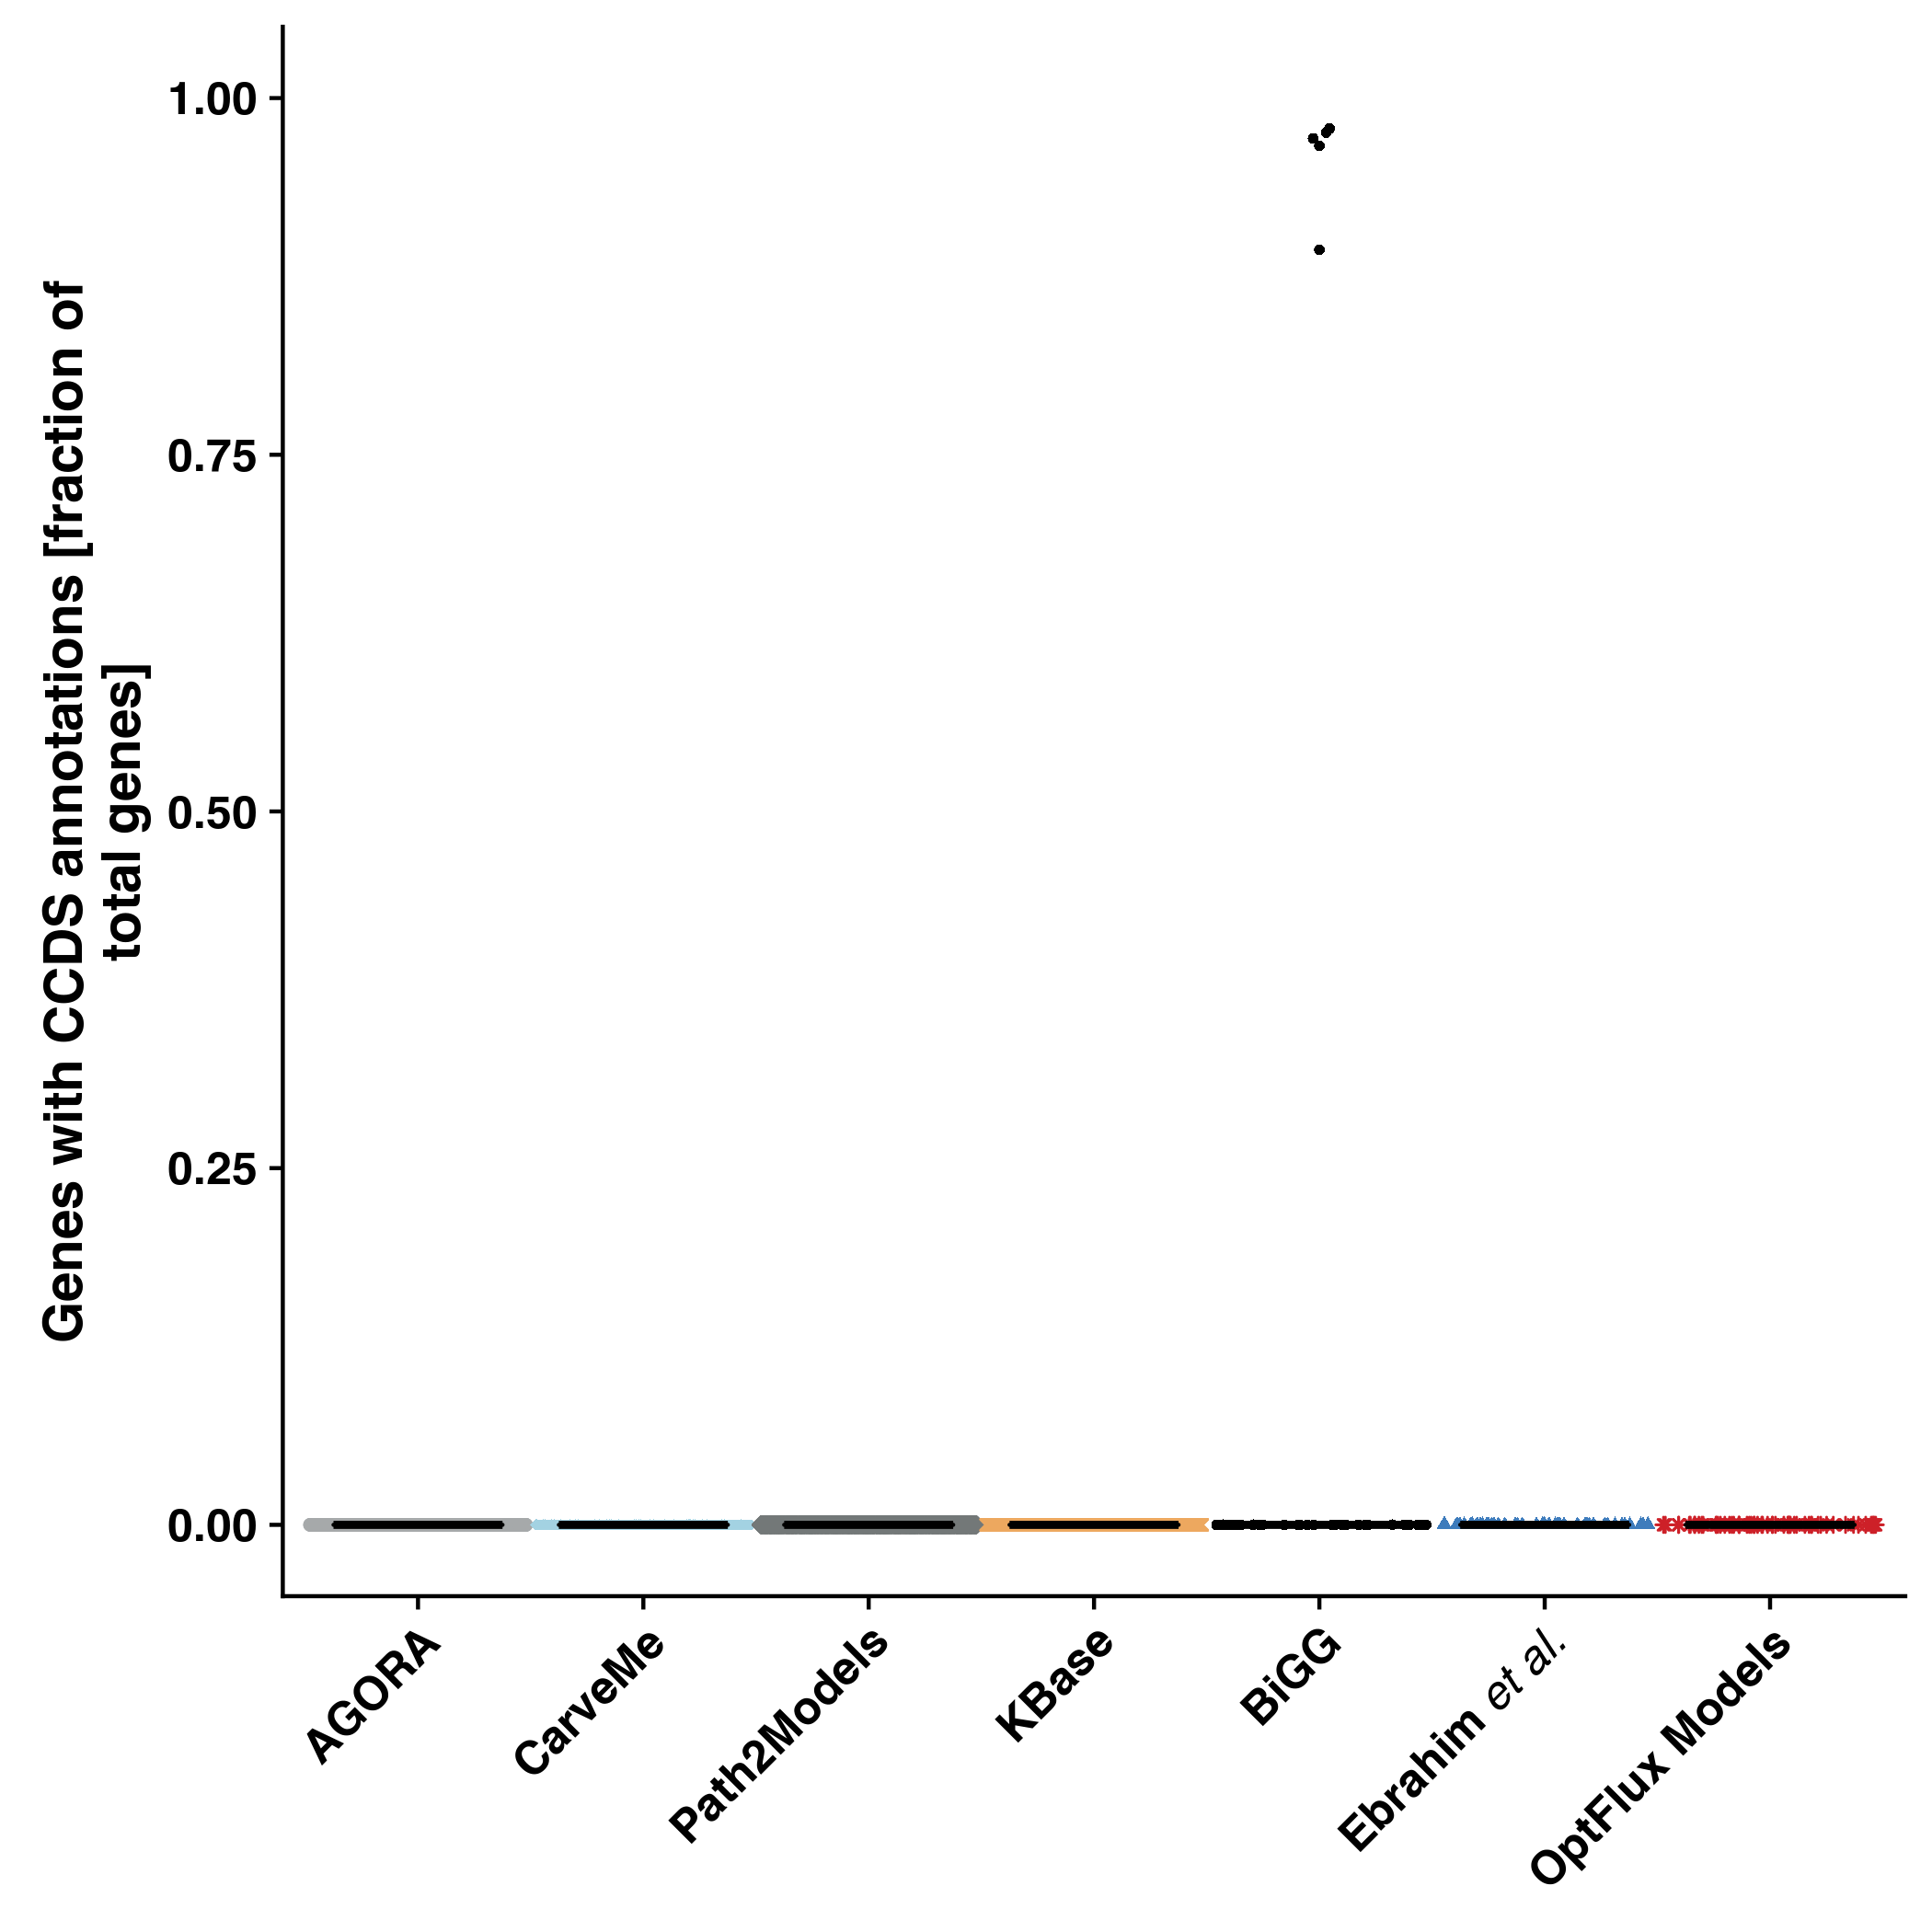 Genes with CCDS annotations [fraction of
total genes]
1.00
0.75
0.50
0.25
0.00
AGORA
CarveMe
Path2Models
KBase
BiGG
Ebrahim et al.
OptFlux Models